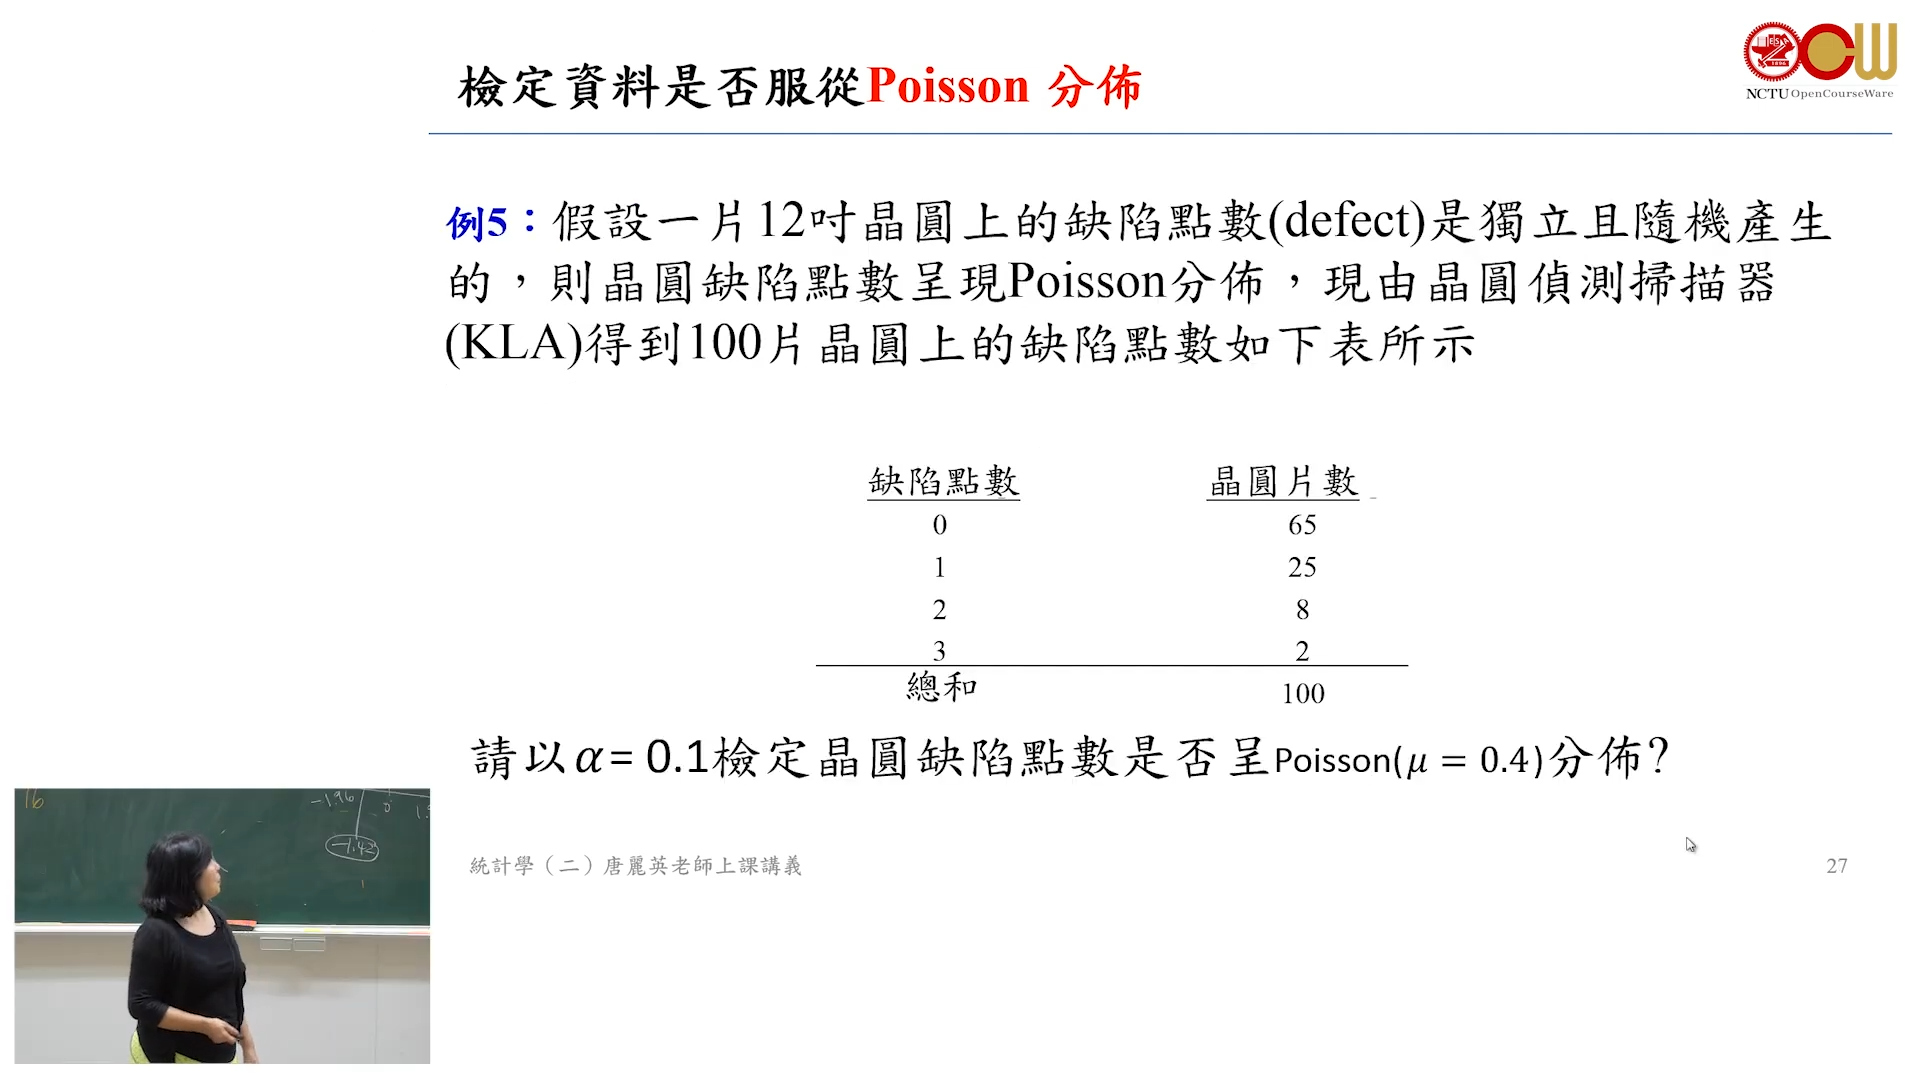 檢定資料是否服從Poisson 分佈
NCTU OpenCourseWare
例5：假設一片12吋晶圓上的缺陷點數(defect)是獨立且隨機產生
的，則晶圓缺陷點數呈現Poisson分佈，現由晶圓偵測掃描器
(KLA)得到100片晶圓上的缺陷點數如下表所示
缺陷點數 晶圓片數
0 65
1 25
2 8
3 2
總和 100
請以α= 0.1檢定晶圓缺陷點數是否呈Poisson(μ = 0.4)分佈?
16
-1.96 0
-1.42
統計學（二）唐麗英老師上課講義
27